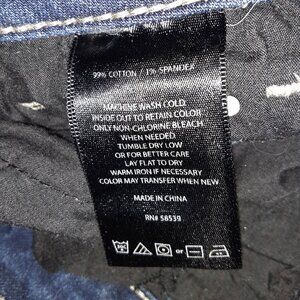 99% COTTON / 1% SPANDEX
MACHINE WASH COLD
INSIDE OUT TO RETAIN COLOR
ONLY NON-CHLORINE BLEACH
WHEN NEEDED
TUMBLE DRY LOW
OR FOR BETTER CARE
LAY FLAT TO DRY
WARM IRON IF NECESSARY
COLOR MAY TRANSFER WHEN NEW
MADE IN CHINA
RN# 58539
or